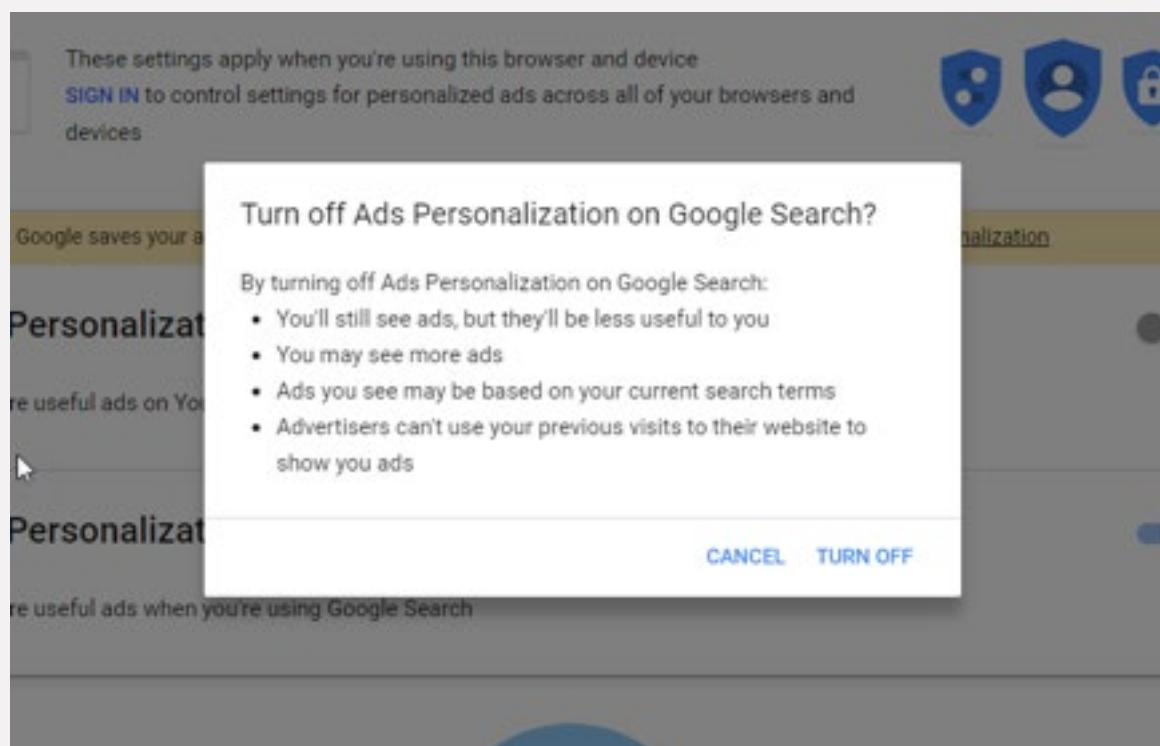 These settings apply when you're using this browser and device
SIGN IN to control settings for personalized ads across all of your browsers and
devices
Google saves your a
nalization
Turn off Ads Personalization on Google Search?
By turning off Ads Personalization on Google Search:
• You'll still see ads, but they'll be less useful to you
• You may see more ads
• Ads you see may be based on your current search terms
• Advertisers can't use your previous visits to their website to
show you ads
CANCEL TURN OFF
Personalizat
re useful ads on You
Personalizat
re useful ads when you're using Google Search